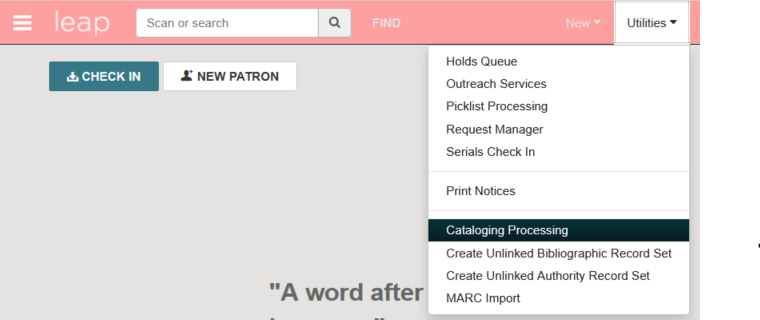 leap Scan or search FIND New Utilities
CHECK IN NEW PATRON
Holds Queue
Outreach Services
Picklist Processing
Request Manager
Serials Check In
Print Notices
Cataloging Processing
Create Unlinked Bibliographic Record Set
Create Unlinked Authority Record Set
MARC Import
"A word after